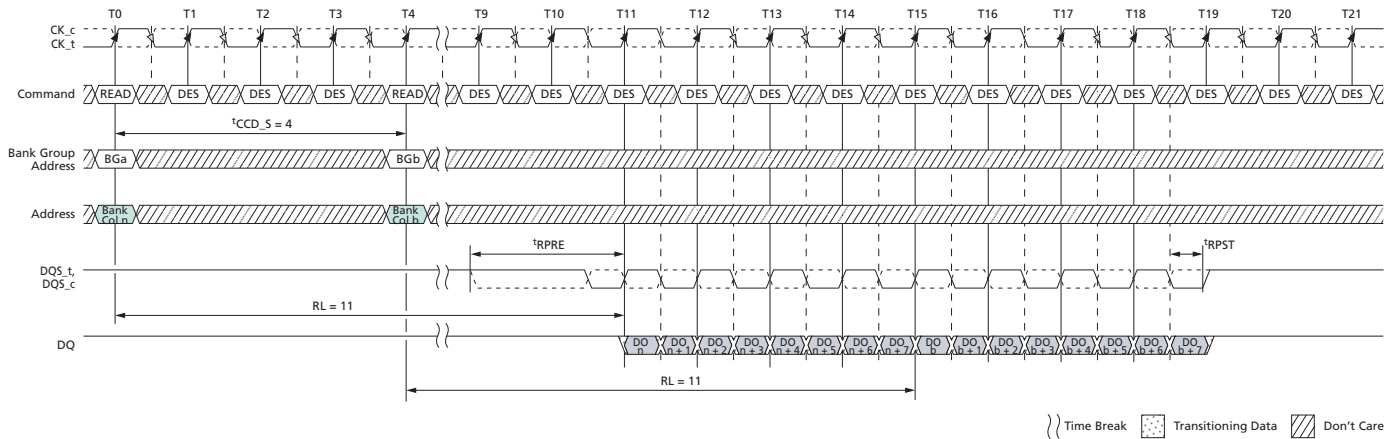 T0 T1 T2 T3 T4 T9 T10 T11 T12 T13 T14 T15 T16 T17 T18 T19 T20 T21
CK_c
CK_t
Command READ DES DES DES READ DES DES DES DES DES DES DES DES DES DES DES DES DES
tCCD_S = 4
Bank Group
Address
BGa BGb
Address
Bank
Col n
Bank
Col b
tRPRE tRPST
DQS_t,
DQS_c
RL = 11
DQ
DO
n
DO
n + 1
DO
n + 2
DO
n + 3
DO
n + 4
DO
n + 5
DO
n + 6
DO
n + 7
DO
b
DO
b + 1
DO
b + 2
DO
b + 3
DO
b + 4
DO
b + 5
DO
b + 6
DO
b + 7
RL = 11
Time Break Transitioning Data Don't Care